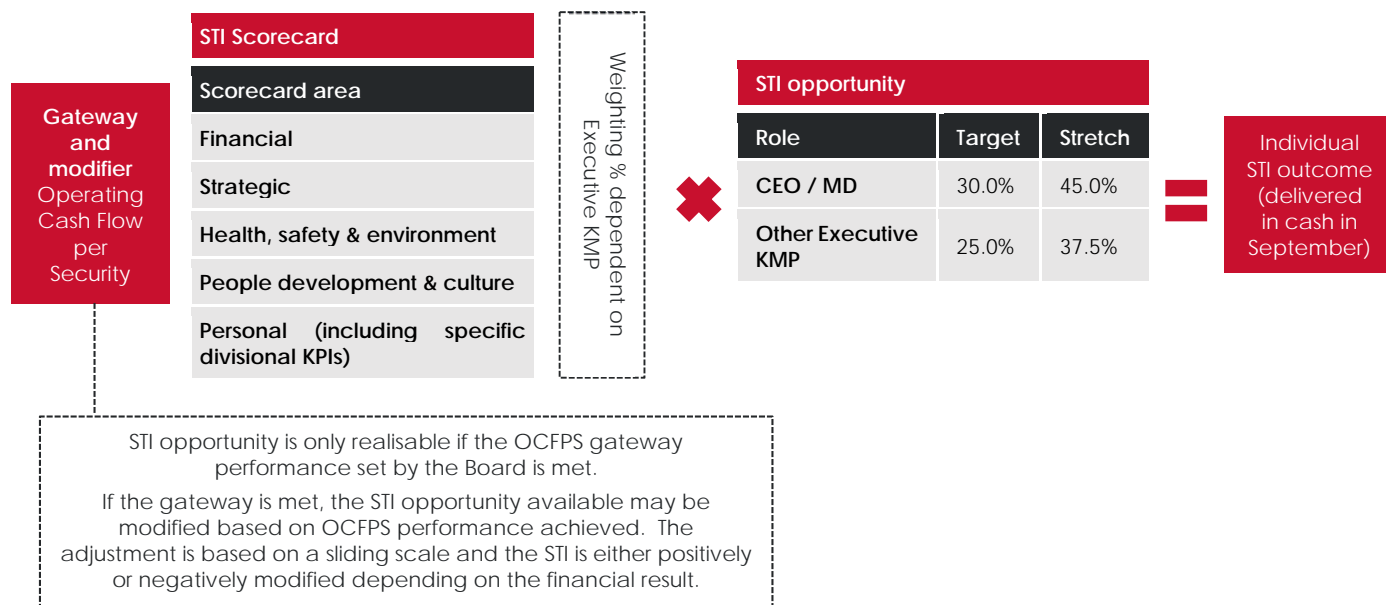 Gateway
and
modifier
Operating
Cash Flow
per
Security
STI Scorecard
Scorecard area
Financial
Strategic
Health, safety & environment
People development & culture
Personal (including specific
divisional KPIs)
Weighting % dependent on
Executive KMP
STI opportunity
Role Target Stretch
CEO / MD 30.0% 45.0%
Other Executive
KMP 25.0% 37.5%
Individual
STI outcome
(delivered
in cash in
September)
STI opportunity is only realisable if the OCFPS gateway
performance set by the Board is met.
If the gateway is met, the STI opportunity available may be
modified based on OCFPS performance achieved. The
adjustment is based on a sliding scale and the STI is either positively
or negatively modified depending on the financial result.